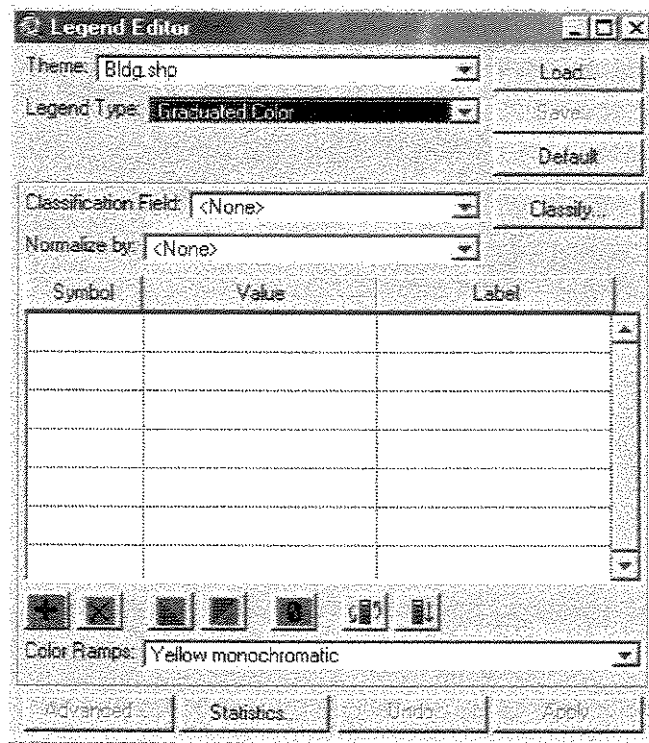 Legend Editor
Theme: Bldg.shp Load...
Legend Type: Graduated Color Save...
Default
Classification Field: <None> Classify...
Normalize by: <None>
Symbol Value Label
Color Ramps: Yellow monochromatic
Advanced... Statistics... Undo Apply